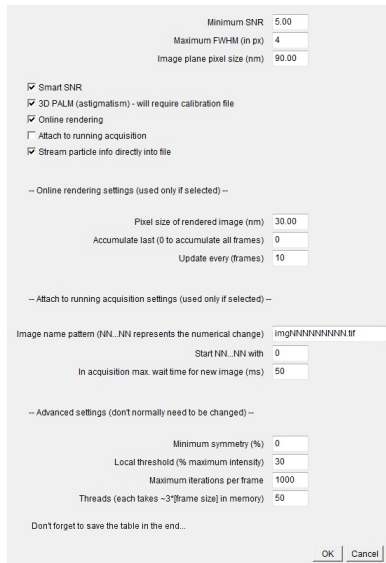 Minimum SNR 5.00
Maximum FWHM (in px) 4
Image plane pixel size (nm) 90.00
Smart SNR
3D PALM (astigmatism) - will require calibration file
Online rendering
Attach to running acquisition
Stream particle info directly into file
-- Online rendering settings (used only if selected) --
Pixel size of rendered image (nm) 30.00
Accumulate last (0 to accumulate all frames) 0
Update every (frames) 10
-- Attach to running acquisition settings (used only if selected) --
Image name pattern (NN...NN represents the numerical change) imgNNNNNNNNN.tif
Start NN...NN with 0
In acquisition max. wait time for new image (ms) 50
-- Advanced settings (don't normally need to be changed) --
Minimum symmetry (%) 0
Local threshold (% maximum intensity) 30
Maximum iterations per frame 1000
Threads (each takes ~3*[frame size] in memory) 50
Don't forget to save the table in the end...
OK Cancel